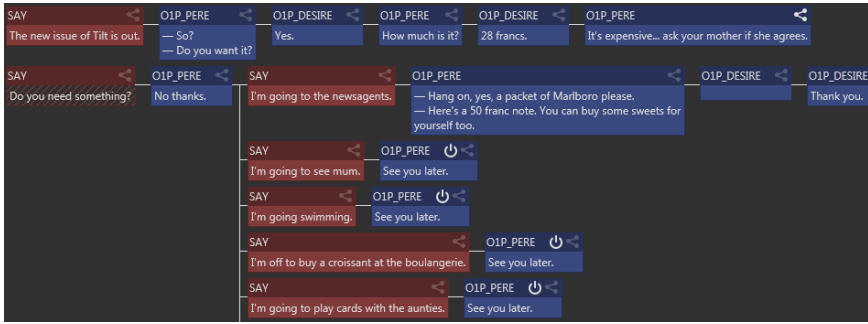 SAY O1P_PERE O1P_DESIRE O1P_PERE O1P_DESIRE O1P_PERE
The new issue of Tilt is out. — So? Yes. How much is it? 28 francs. It's expensive... ask your mother if she agrees.
— Do you want it?
SAY O1P_PERE SAY O1P_PERE O1P_DESIRE O1P_DESIRE
Do you need something? No thanks. I'm going to the newsagents. — Hang on, yes, a packet of Marlboro please. Thank you.
— Here's a 50 franc note. You can buy some sweets for
yourself too.
SAY O1P_PERE
I'm going to see mum. See you later.
SAY O1P_PERE
I'm going swimming. See you later.
SAY O1P_PERE
I'm off to buy a croissant at the boulangerie. See you later.
SAY O1P_PERE
I'm going to play cards with the aunties. See you later.